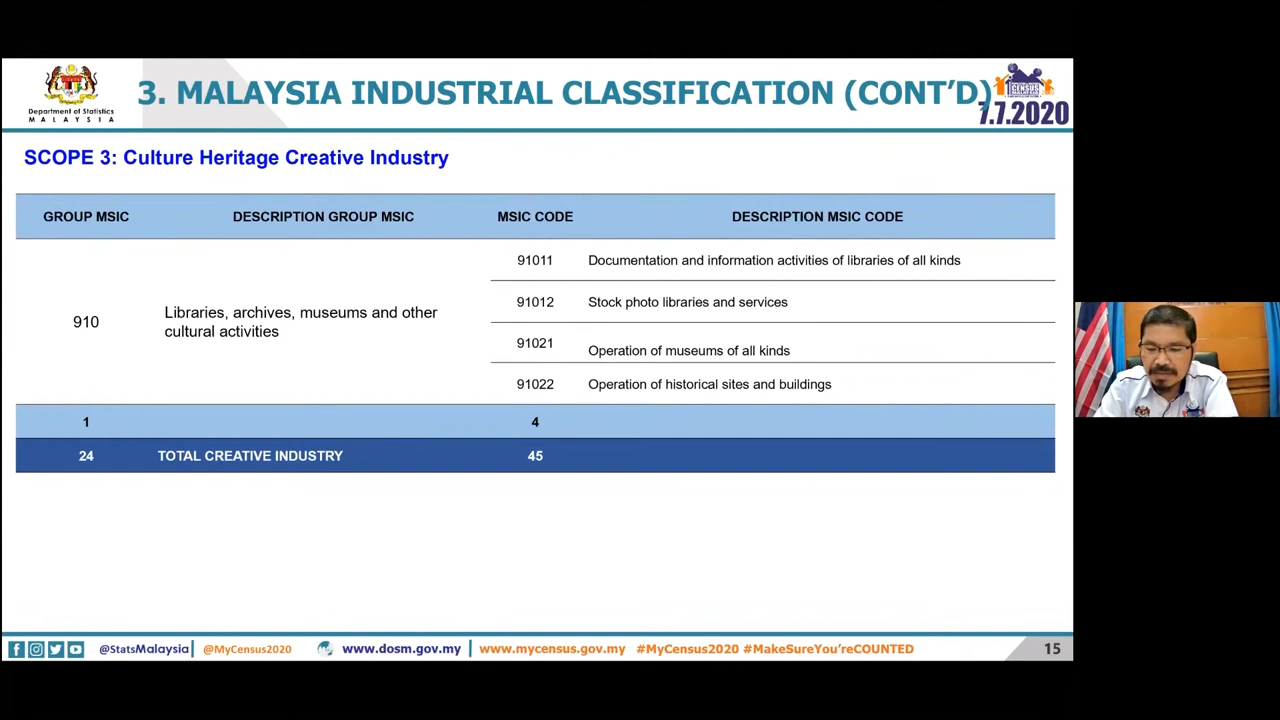 Department of Statistics
MALAYSIA
3. MALAYSIA INDUSTRIAL CLASSIFICATION (CONT'D)
CENSUS
7.7.2020
SCOPE 3: Culture Heritage Creative Industry
GROUP MSIC DESCRIPTION GROUP MSIC MSIC CODE DESCRIPTION MSIC CODE
91011 Documentation and information activities of libraries of all kinds
91012 Stock photo libraries and services
910 Libraries, archives, museums and other
cultural activities
91021 Operation of museums of all kinds
91022 Operation of historical sites and buildings
1 4
24 TOTAL CREATIVE INDUSTRY 45
@StatsMalaysia @MyCensus2020 www.dosm.gov.my www.mycensus.gov.my #MyCensus2020 #MakeSureYou'reCOUNTED 15